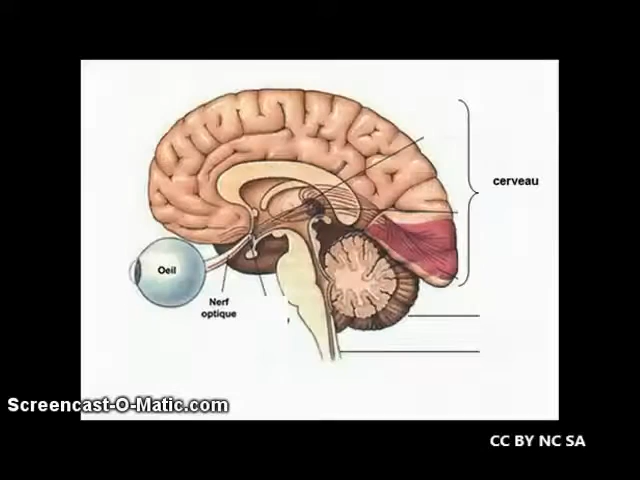 cerveau
Oeil
Nerf
optique
Screencast-O-Matic.com
CC BY NC SA